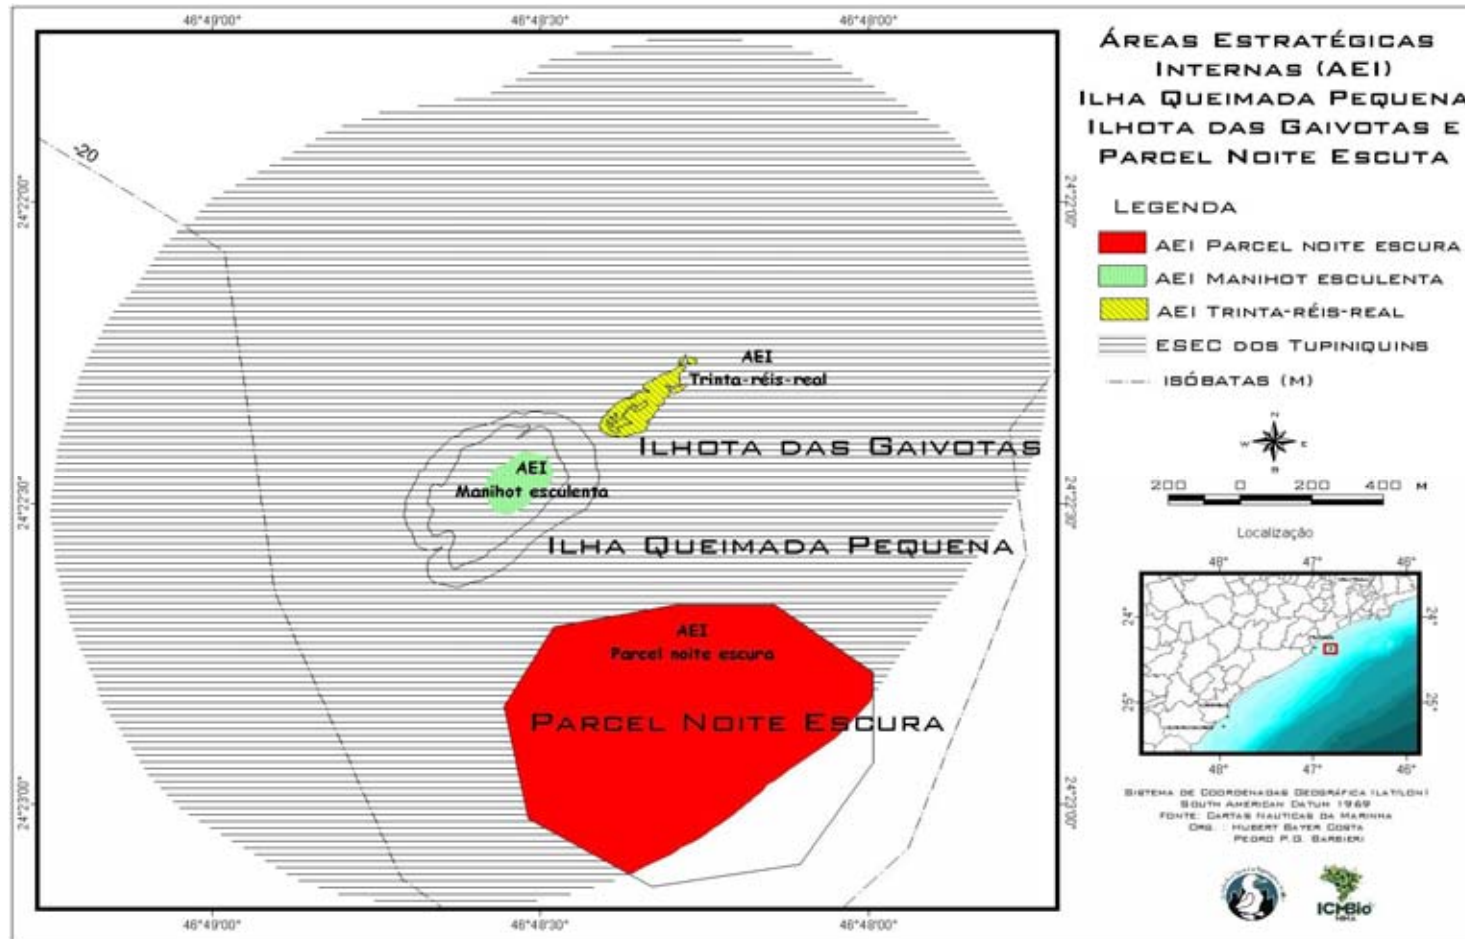 46°49'00"
46°48'30"
46°48'00"
24°22'00"
24°22'30"
24°23'00"
-20
AEI
Trinta-réis-real
ILHOTA DAS GAIVOTAS
AEI
Manihot esculenta
ILHA QUEIMADA PEQUENA
AEI
Parcel noite escura
PARCEL NOITE ESCURA
24°22'00"
24°22'30"
24°23'00"
46°49'00"
46°48'30"
46°48'00"
ÁREAS ESTRATÉGICAS
INTERNAS (AEI)
ILHA QUEIMADA PEQUENA
ILHOTA DAS GAIVOTAS E
PARCEL NOITE ESCUTA
LEGENDA
AEI PARCEL NOITE ESCURA
AEI MANIHOT ESCULENTA
AEI TRINTA-RÉIS-REAL
ESEC DOS TUPINIQUINS
ISÓBATAS (M)
N
W E
S
200 0 200 400 M
Localização
48° 47° 46°
24° 24°
25° 25°
48° 47° 46°
SISTEMA DE COORDENADAS GEOGRÁFICA (LAT/LON)
SOUTH AMERICAN DATUM 1969
FONTE: CARTAS NAUTICAS DA MARINHA
ORG. : HUBERT BAYER COSTA
PEDRO P.G. BARBIERI
ICMBio
MMA